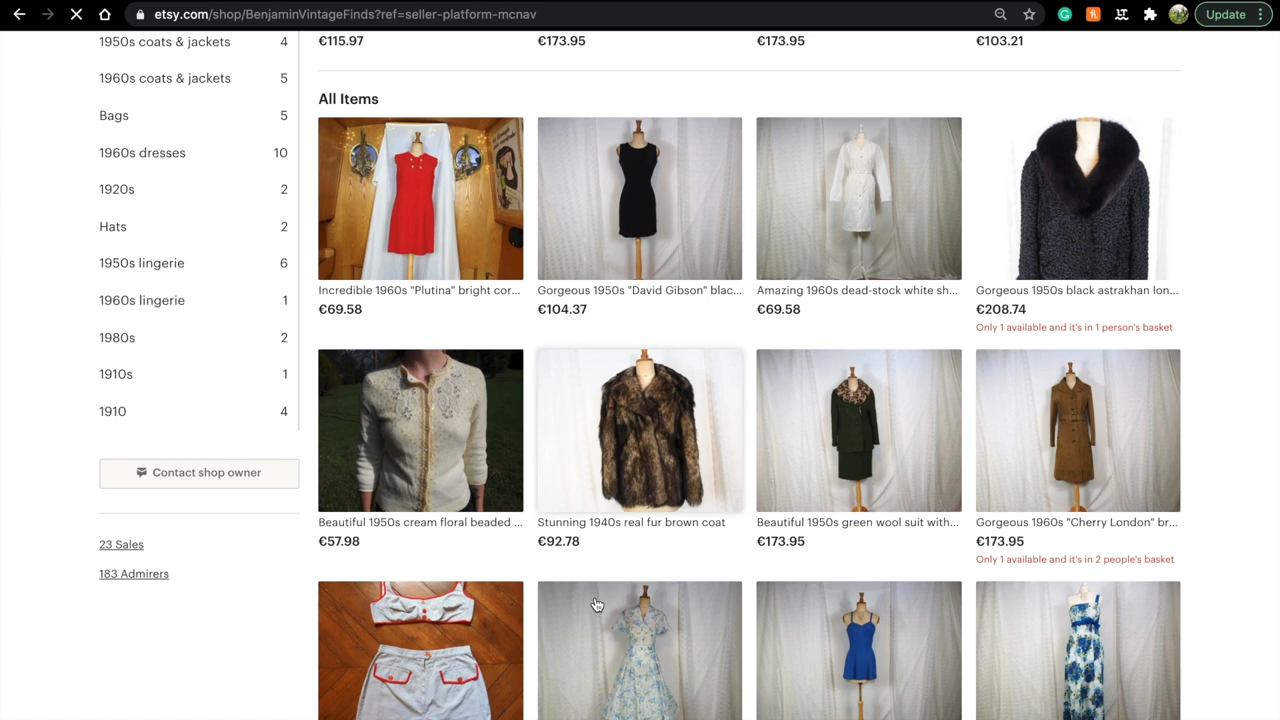 etsy.com/shop/BenjaminVintageFinds?ref=seller-platform-mcnav
Update
1950s coats & jackets 4
1960s coats & jackets 5
Bags 5
1960s dresses 10
1920s 2
Hats 2
1950s lingerie 6
1960s lingerie 1
1980s 2
1910s 1
1910 4
Contact shop owner
23 Sales
183 Admirers
€115.97 €173.95 €173.95 €103.21
All Items
Incredible 1960s "Plutina" bright cor...
€69.58
Gorgeous 1950s "David Gibson" blac...
€104.37
Amazing 1960s dead-stock white sh...
€69.58
Gorgeous 1950s black astrakhan lon...
€208.74
Only 1 available and it's in 1 person's basket
Beautiful 1950s cream floral beaded ...
€57.98
Stunning 1940s real fur brown coat
€92.78
Beautiful 1950s green wool suit with...
€173.95
Gorgeous 1960s "Cherry London" br...
€173.95
Only 1 available and it's in 2 people's basket